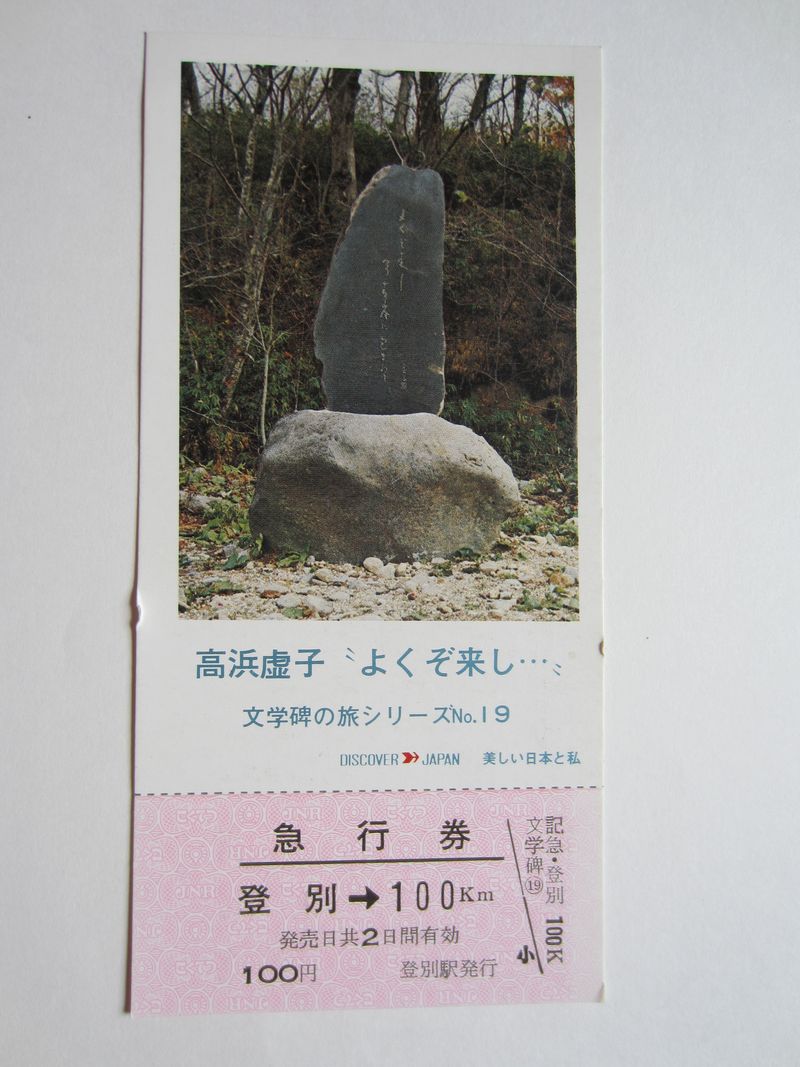 高浜虚子〝よくぞ来し…〟
文学碑の旅シリーズNo.19
DISCOVER JAPAN 美しい日本と私
急行券
登別➔100Km
発売日共2日間有効
100円 登別駅発行
記急・登別 100K
文学碑⑲ 小